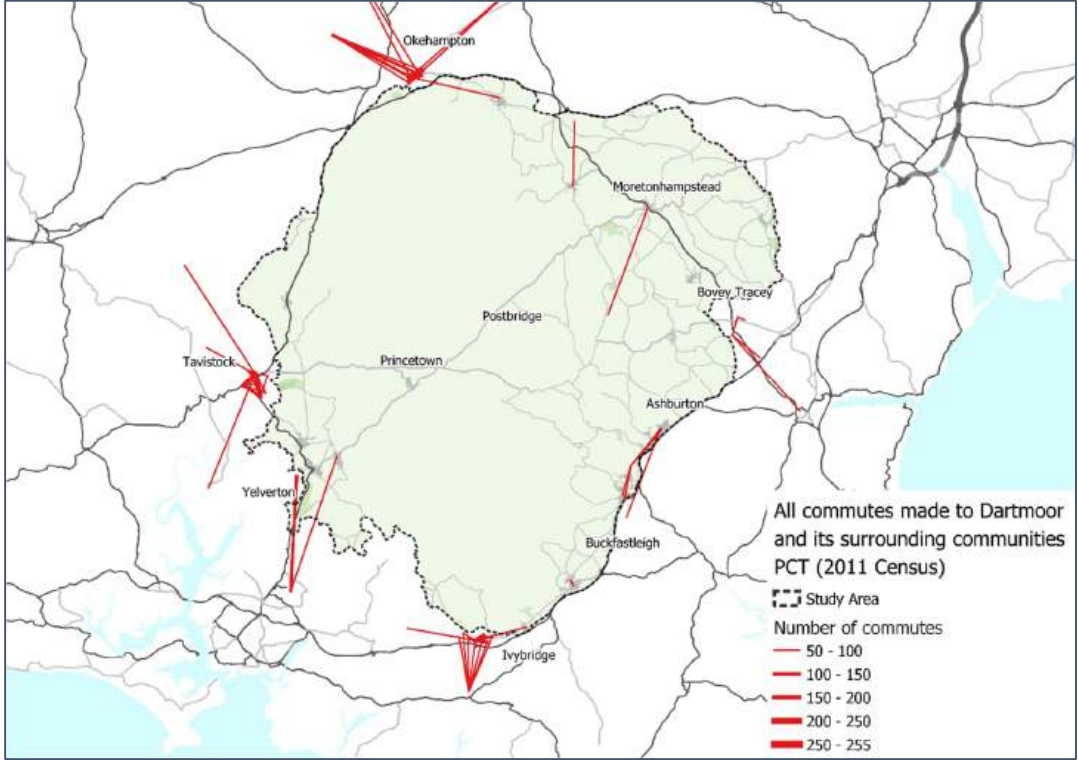 Okehampton
Moretonhampstead
Bovey Tracey
Postbridge
Tavistock
Princetown
Ashburton
Yelverton
Buckfastleigh
Ivybridge
All commutes made to Dartmoor
and its surrounding communities
PCT (2011 Census)
Study Area
Number of commutes
50 - 100
100 - 150
150 - 200
200 - 250
250 - 255